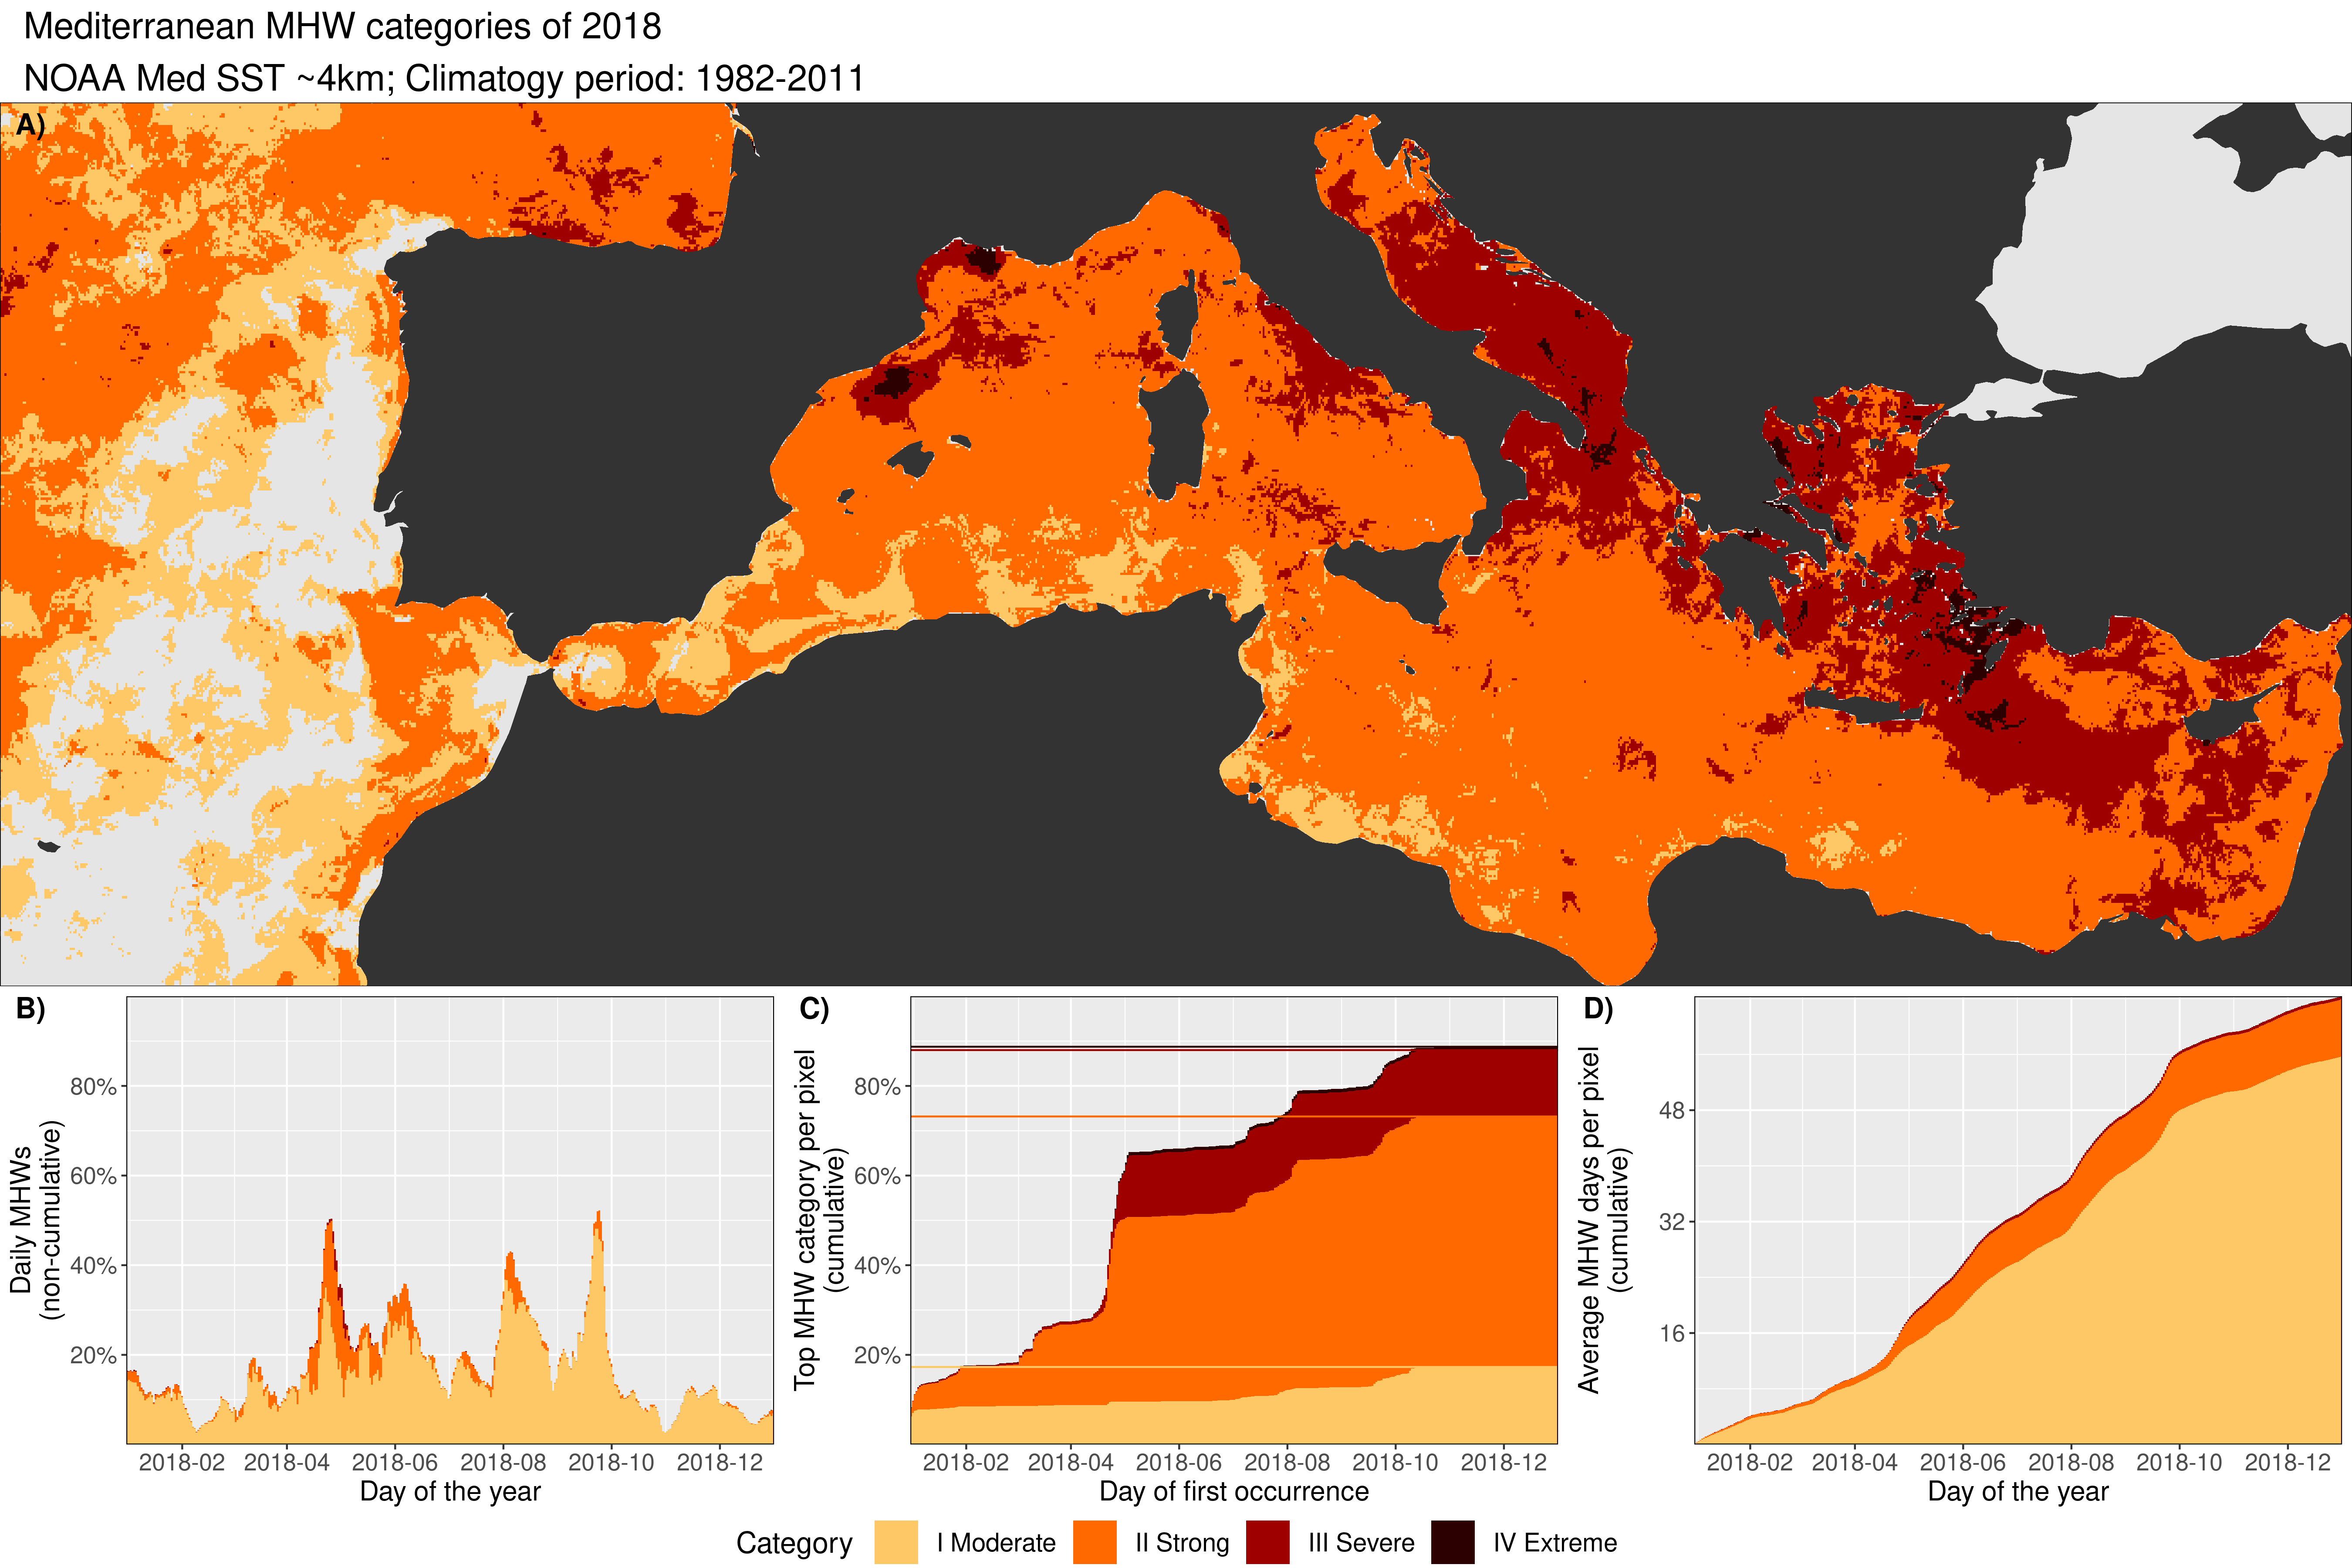 Mediterranean MHW categories of 2018
NOAA Med SST ~4km; Climatogy period: 1982-2011
A)
B)
Daily MHWs
(non-cumulative)
80%
60%
40%
20%
2018-02 2018-04 2018-06 2018-08 2018-10 2018-12
Day of the year
C)
Top MHW category per pixel
(cumulative)
80%
60%
40%
20%
2018-02 2018-04 2018-06 2018-08 2018-10 2018-12
Day of first occurrence
D)
Average MHW days per pixel
(cumulative)
48
32
16
2018-02 2018-04 2018-06 2018-08 2018-10 2018-12
Day of the year
Category I Moderate II Strong III Severe IV Extreme